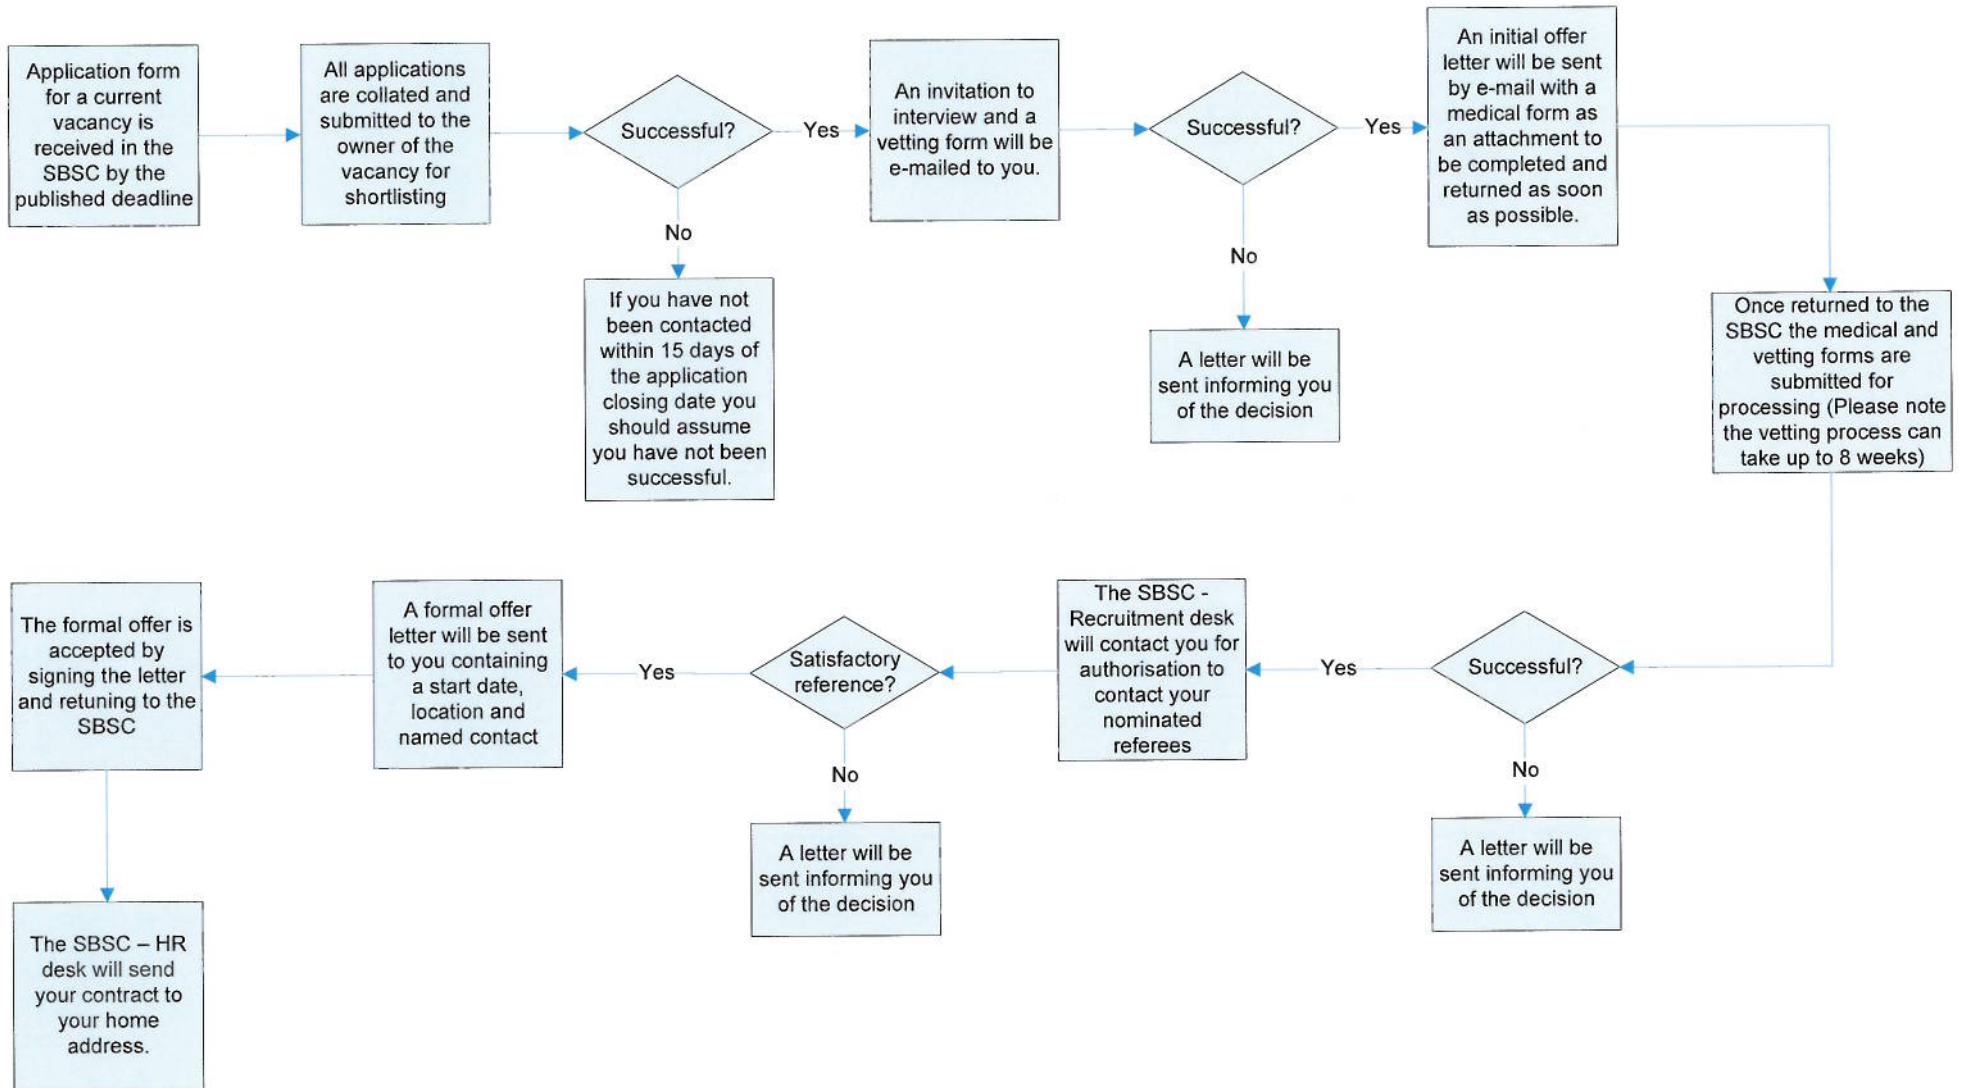 Application form
for a current
vacancy is
received in the
SBSC by the
published deadline
All applications
are collated and
submitted to the
owner of the
vacancy for
shortlisting
Successful?
Yes
No
If you have not
been contacted
within 15 days of
the application
closing date you
should assume
you have not been
successful.
An invitation to
interview and a
vetting form will be
e-mailed to you.
Successful?
Yes
No
A letter will be
sent informing you
of the decision
An initial offer
letter will be sent
by e-mail with a
medical form as
an attachment to
be completed and
returned as soon
as possible.
Once returned to the
SBSC the medical and
vetting forms are
submitted for
processing (Please note
the vetting process can
take up to 8 weeks)
Successful?
No
A letter will be
sent informing you
of the decision
Yes
The SBSC -
Recruitment desk
will contact you for
authorisation to
contact your
nominated
referees
Satisfactory
reference?
No
A letter will be
sent informing you
of the decision
Yes
A formal offer
letter will be sent
to you containing
a start date,
location and
named contact
The formal offer is
accepted by
signing the letter
and retuning to the
SBSC
The SBSC – HR
desk will send
your contract to
your home
address.